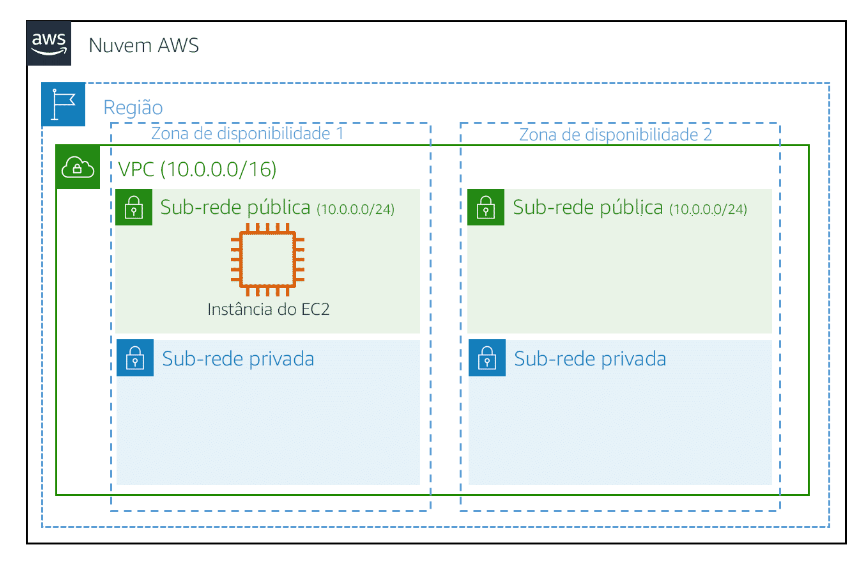 aws
Nuvem AWS
Região
Zona de disponibilidade 1
Zona de disponibilidade 2
VPC (10.0.0.0/16)
Sub-rede pública (10.0.0.0/24)
Sub-rede pública (10.0.0.0/24)
Instância do EC2
Sub-rede privada
Sub-rede privada